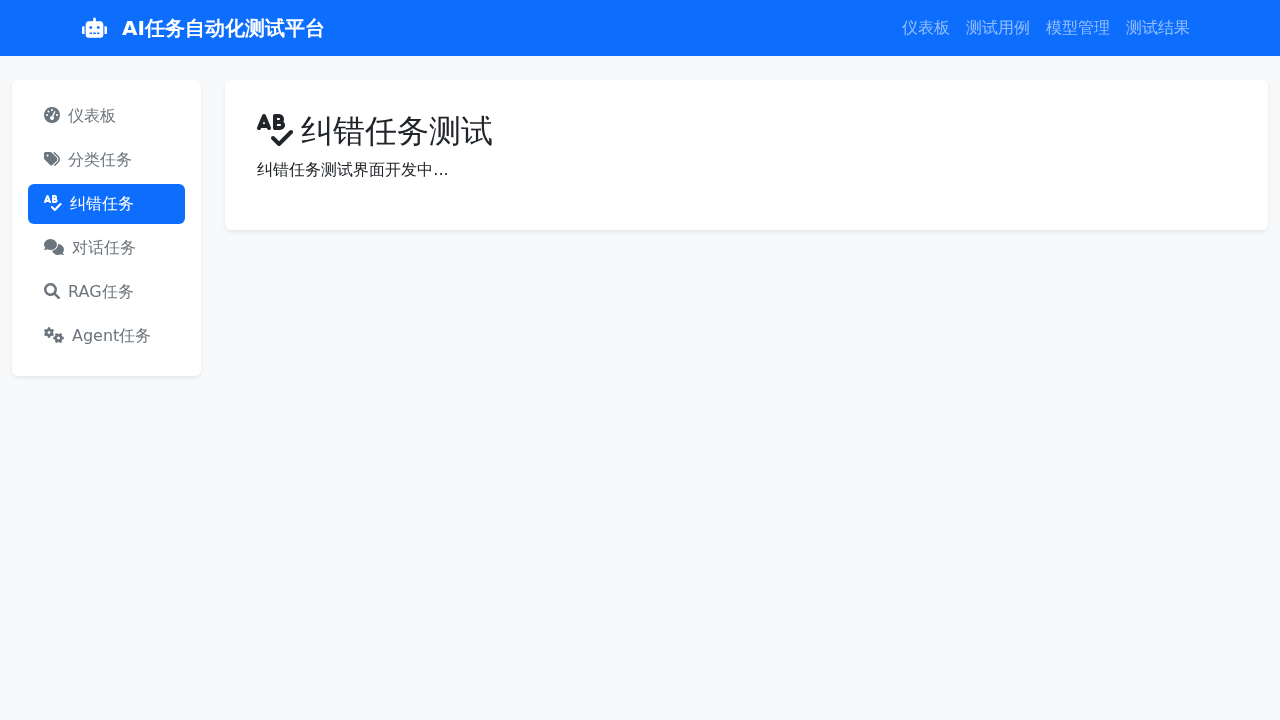 AI任务自动化测试平台
仪表板 测试用例 模型管理 测试结果
仪表板
分类任务
纠错任务
对话任务
RAG任务
Agent任务
纠错任务测试
纠错任务测试界面开发中...